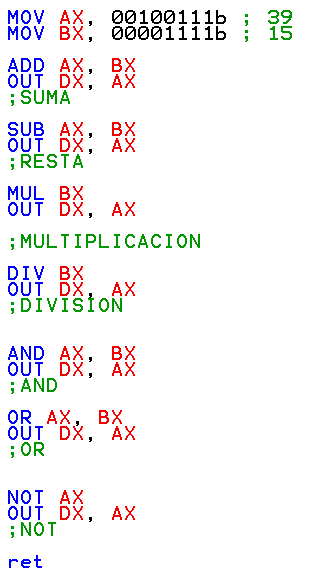 MOV AX, 00100111b ; 39
MOV BX, 00001111b ; 15
ADD AX, BX
OUT DX, AX
;SUMA
SUB AX, BX
OUT DX, AX
;RESTA
MUL BX
OUT DX, AX
;MULTIPLICACION
DIV BX
OUT DX, AX
;DIVISION
AND AX, BX
OUT DX, AX
;AND
OR AX, BX
OUT DX, AX
;OR
NOT AX
OUT DX, AX
;NOT
ret